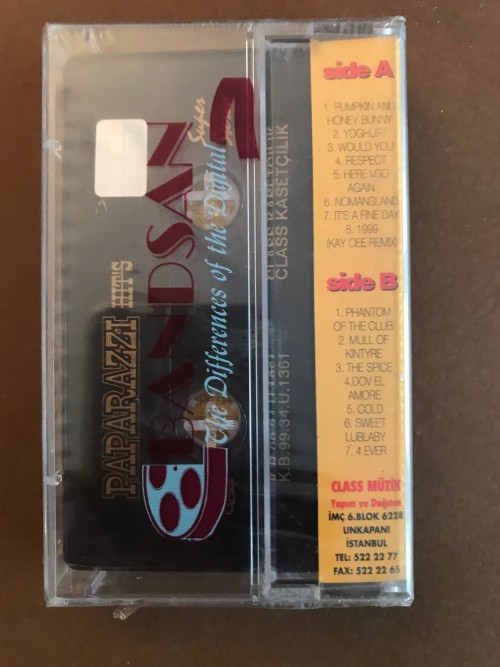 side A
1. PUMPKIN AND
HONEY BUNNY
2. YOGHURT
3. WOULD YOU
4. RESPECT
5. HERE I GO
AGAIN
6. NOMANSLAND
7. IT'S A FINE DAY
8. 1999
(KAY CEE REMIX)
side B
1. PHANTOM
OF THE CLUB
2. MULL OF
KINTYRE
3. THE SPICE
4.DOV EL
AMORE
5. COLD
6. SWEET
LUBLABY
7. 4 EVER
CLASS MÜZİK
Yapım ve Dağıtım
İMÇ 6.BLOK 6228
UNKAPANI
İSTANBUL
TEL: 522 22 77
FAX: 522 22 65
PAPARAZZI HITS
RANDSAN
Super
The Differences of the Digital
CLASS KASETÇİLİK
K.B.99.34.U.1361